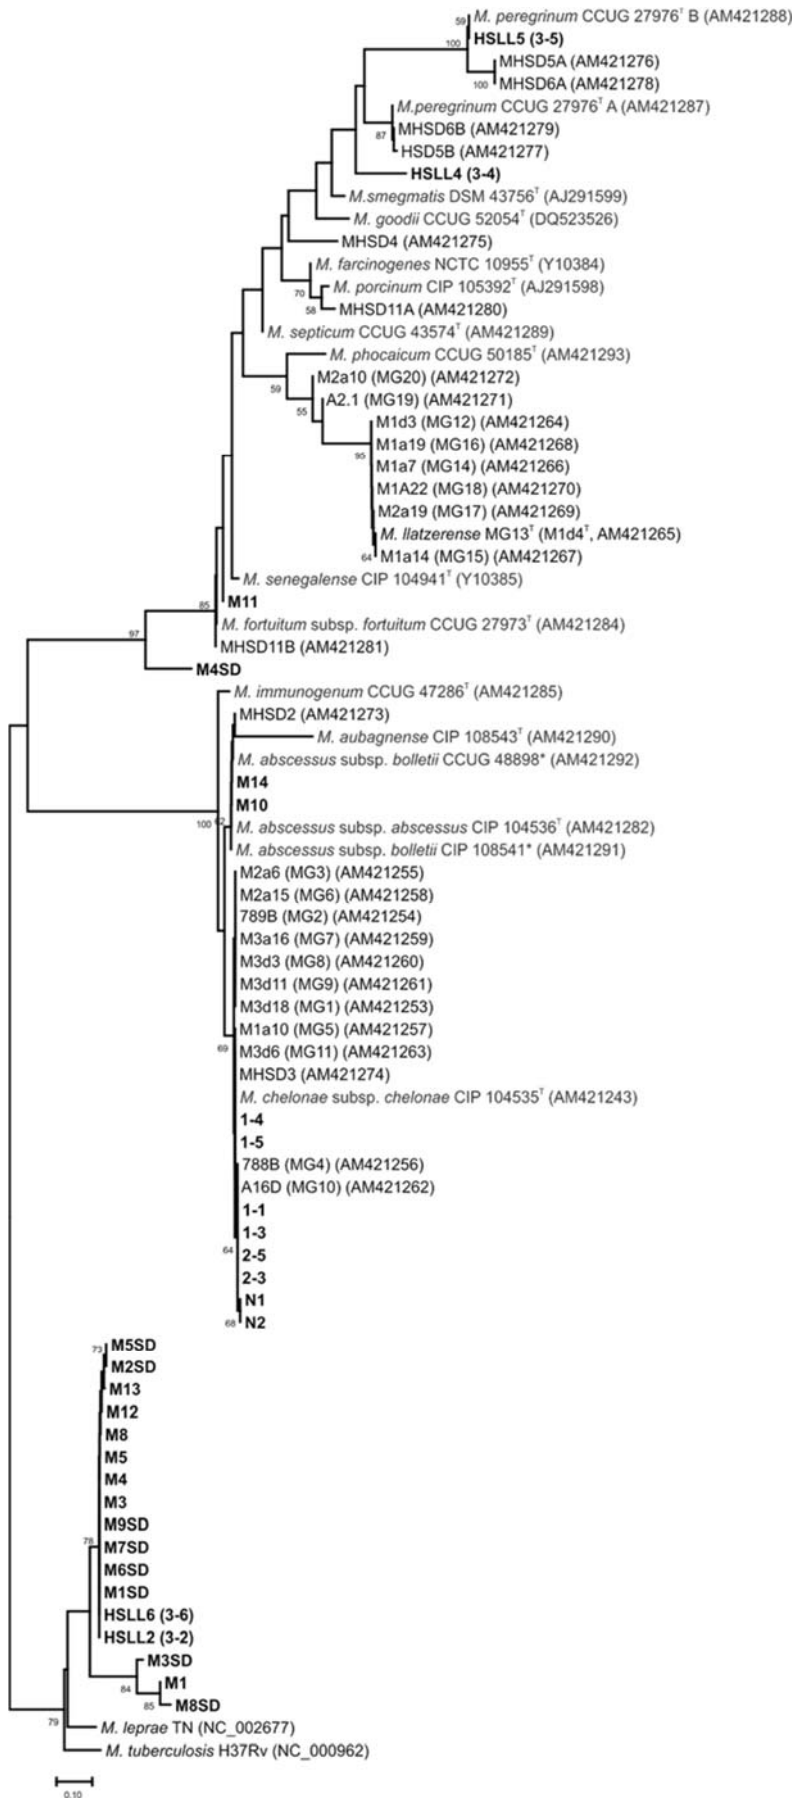 59
M. peregrinum CCUG 27976T B (AM421288)
HSLL5 (3-5)
100
MHSD5A (AM421276)
MHSD6A (AM421278)
100
M.peregrinum CCUG 27976T A (AM421287)
MHSD6B (AM421279)
87
HSD5B (AM421277)
HSLL4 (3-4)
M.smegmatis DSM 43756T (AJ291599)
M. goodii CCUG 52054T (DQ523526)
MHSD4 (AM421275)
M. farcinogenes NCTC 10955T (Y10384)
M. porcinum CIP 105392T (AJ291598)
70
MHSD11A (AM421280)
58
M. septicum CCUG 43574T (AM421289)
M. phocaicum CCUG 50185T (AM421293)
M2a10 (MG20) (AM421272)
59
A2.1 (MG19) (AM421271)
55
M1d3 (MG12) (AM421264)
M1a19 (MG16) (AM421268)
95
M1a7 (MG14) (AM421266)
M1A22 (MG18) (AM421270)
M2a19 (MG17) (AM421269)
M. llatzerense MG13T (M1d4T, AM421265)
M1a14 (MG15) (AM421267)
64
M. senegalense CIP 104941T (Y10385)
M11
85
M. fortuitum subsp. fortuitum CCUG 27973T (AM421284)
97
MHSD11B (AM421281)
M4SD
M. immunogenum CCUG 47286T (AM421285)
MHSD2 (AM421273)
M. aubagnense CIP 108543T (AM421290)
M. abscessus subsp. bolletii CCUG 48898* (AM421292)
M14
M10
100
62
M. abscessus subsp. abscessus CIP 104536T (AM421282)
M. abscessus subsp. bolletii CIP 108541* (AM421291)
M2a6 (MG3) (AM421255)
M2a15 (MG6) (AM421258)
789B (MG2) (AM421254)
M3a16 (MG7) (AM421259)
M3d3 (MG8) (AM421260)
M3d11 (MG9) (AM421261)
M3d18 (MG1) (AM421253)
M1a10 (MG5) (AM421257)
69
M3d6 (MG11) (AM421263)
MHSD3 (AM421274)
M. chelonae subsp. chelonae CIP 104535T (AM421243)
1-4
1-5
788B (MG4) (AM421256)
A16D (MG10) (AM421262)
1-1
1-3
64
2-5
2-3
N1
N2
68
M5SD
73
M2SD
M13
M12
M8
M5
M4
M3
M9SD
78
M7SD
M6SD
M1SD
HSLL6 (3-6)
HSLL2 (3-2)
M3SD
M1
84
M8SD
85
M. leprae TN (NC_002677)
79
M. tuberculosis H37Rv (NC_000962)
0.10